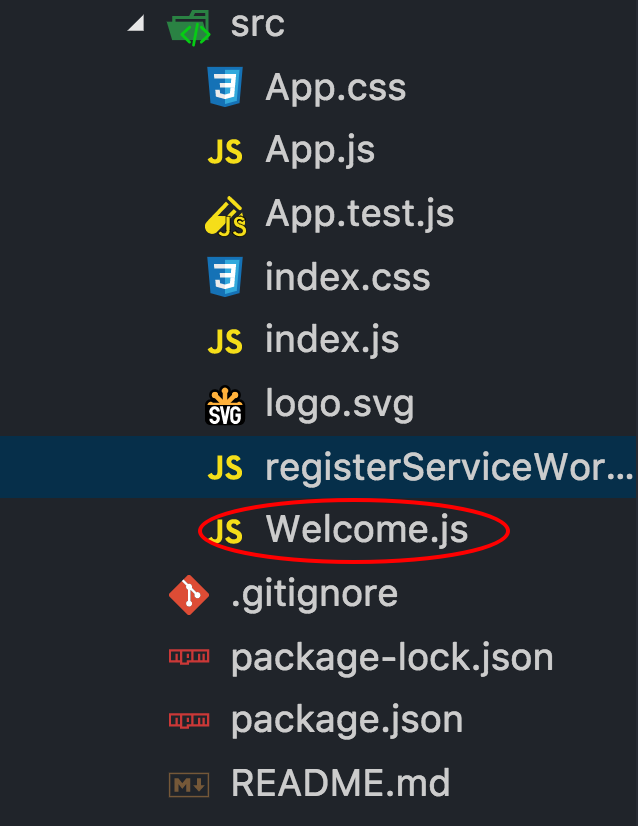 src
App.css
JS App.js
JS App.test.js
3 index.css
JS index.js
SVG logo.svg
JS registerServiceWor...
JS Welcome.js
.gitignore
npm package-lock.json
npm package.json
M README.md